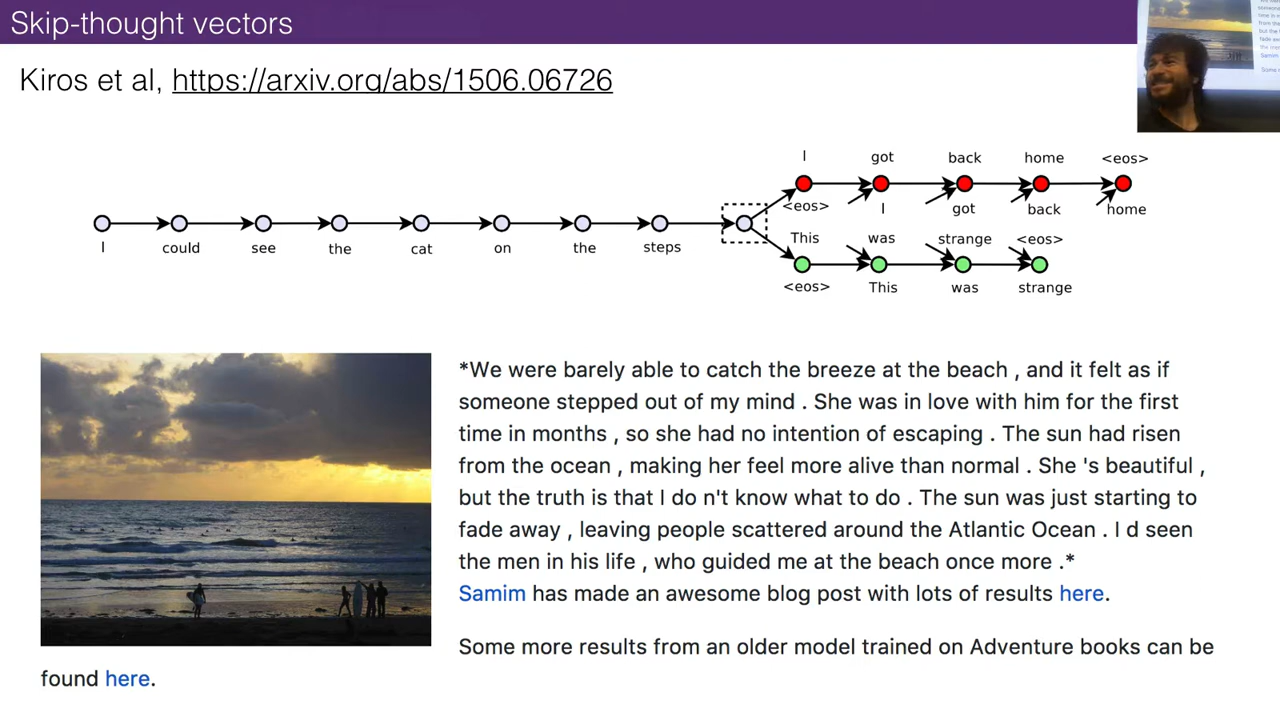 Skip-thought vectors
Kiros et al, https://arxiv.org/abs/1506.06726
I got back home <eos>
<eos> I got back home
I could see the cat on the steps
This was strange <eos>
<eos> This was strange
*We were barely able to catch the breeze at the beach , and it felt as if
someone stepped out of my mind . She was in love with him for the first
time in months , so she had no intention of escaping . The sun had risen
from the ocean , making her feel more alive than normal . She 's beautiful ,
but the truth is that I do n't know what to do . The sun was just starting to
fade away , leaving people scattered around the Atlantic Ocean . I d seen
the men in his life , who guided me at the beach once more .*
Samim has made an awesome blog post with lots of results here.
Some more results from an older model trained on Adventure books can be
found here.